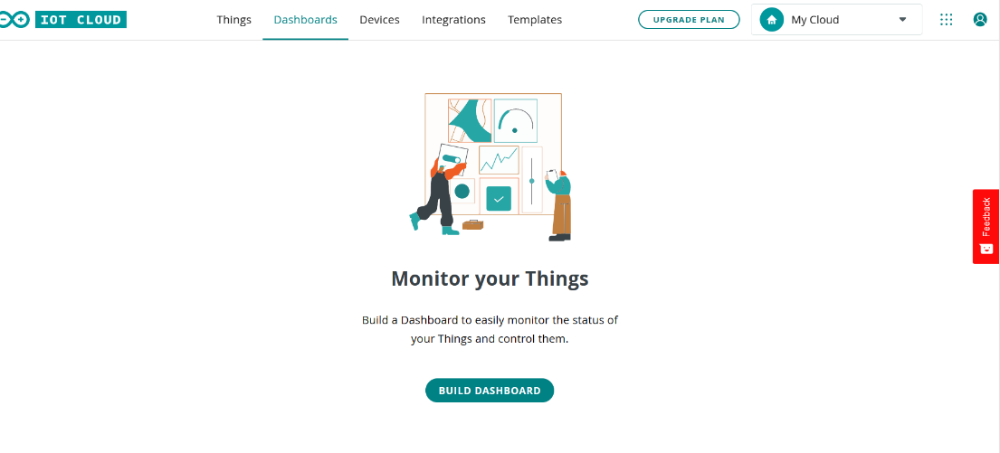 IOT CLOUD
Things Dashboards Devices Integrations Templates
UPGRADE PLAN
My Cloud
Feedback
Monitor your Things
Build a Dashboard to easily monitor the status of
your Things and control them.
BUILD DASHBOARD